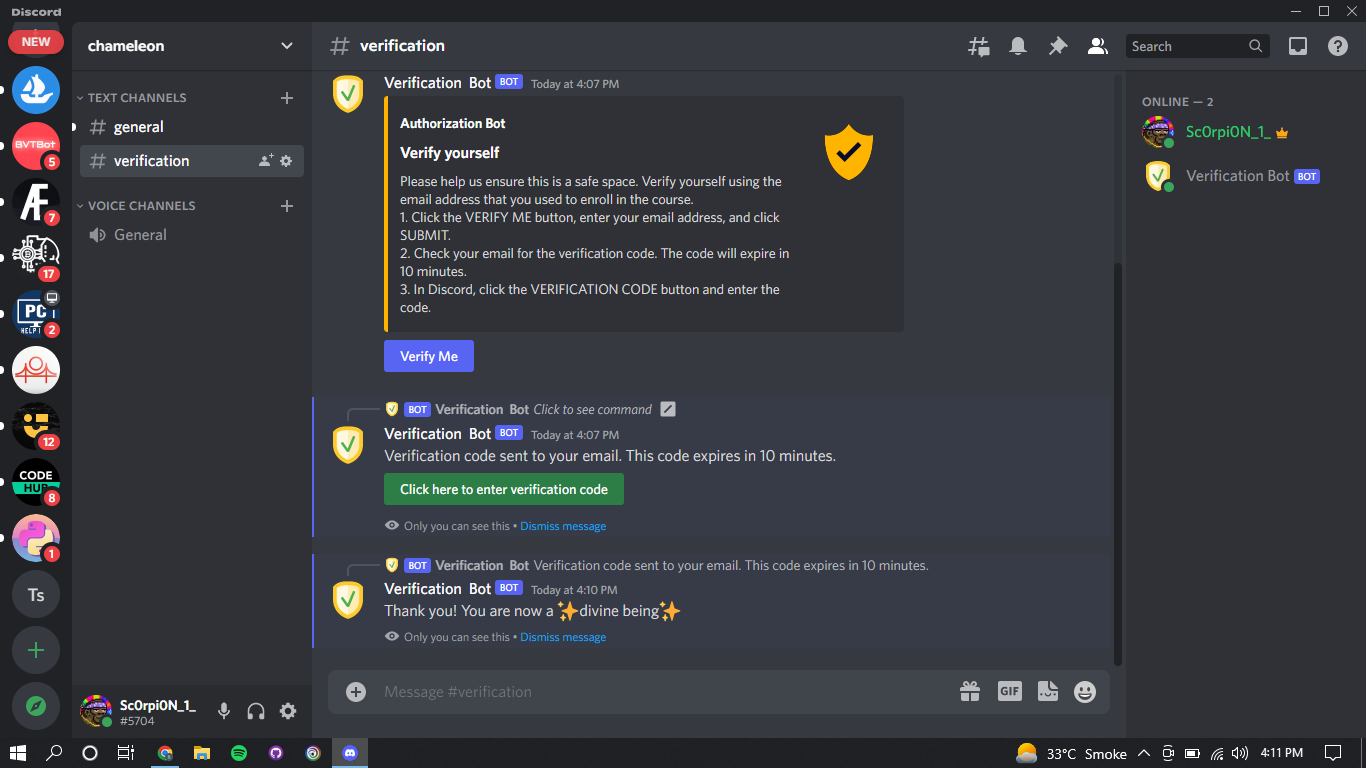 Discord
NEW
chameleon
# verification
Search
BVTBot
5
7
17
PC
HELP
2
12
CODE
HUB
8
1
Ts
TEXT CHANNELS
general
verification
VOICE CHANNELS
General
Verification Bot BOT Today at 4:07 PM
Authorization Bot
Verify yourself
Please help us ensure this is a safe space. Verify yourself using the
email address that you used to enroll in the course.
1. Click the VERIFY ME button, enter your email address, and click
SUBMIT.
2. Check your email for the verification code. The code will expire in
10 minutes.
3. In Discord, click the VERIFICATION CODE button and enter the
code.
Verify Me
BOT Verification Bot Click to see command
Verification Bot BOT Today at 4:07 PM
Verification code sent to your email. This code expires in 10 minutes.
Click here to enter verification code
Only you can see this • Dismiss message
BOT Verification Bot Verification code sent to your email. This code expires in 10 minutes.
Verification Bot BOT Today at 4:10 PM
Thank you! You are now a ✨divine being✨
Only you can see this • Dismiss message
Message #verification
GIF
ONLINE — 2
Sc0rpi0N_1_
Verification Bot BOT
Sc0rpi0N_1_
#5704
33°C Smoke
4:11 PM